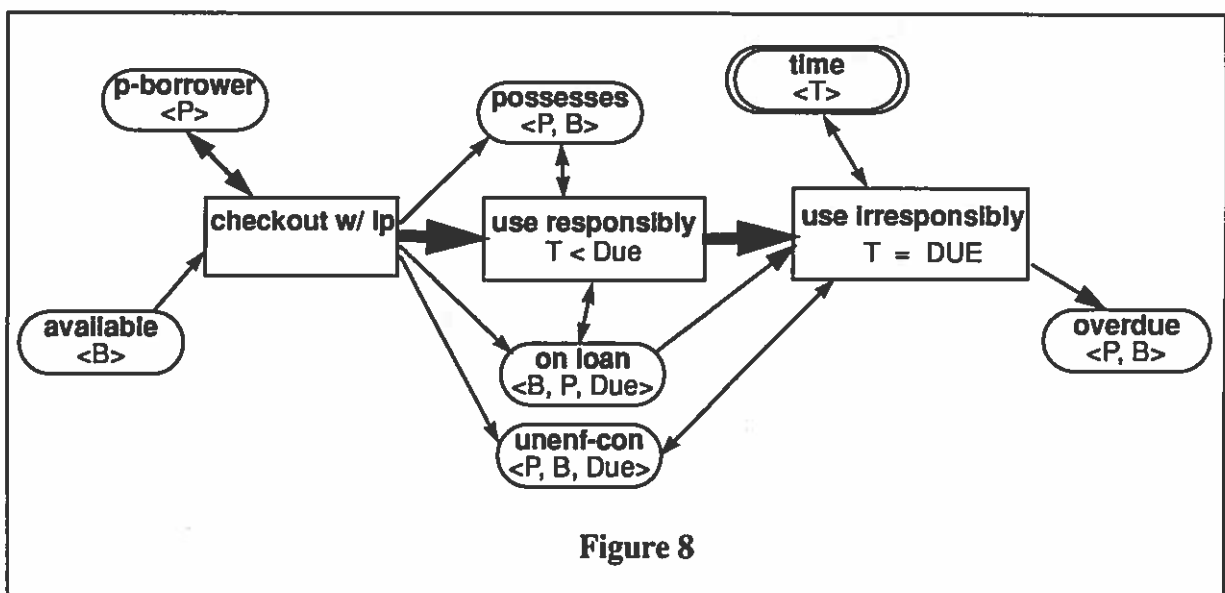 p-borrower
<P>
possesses
<P, B>
time
<T>
checkout w/ lp
use responsibly
T < Due
use irresponsibly
T = DUE
available
<B>
on loan
<B, P, Due>
unenf-con
<P, B, Due>
overdue
<P, B>
Figure 8